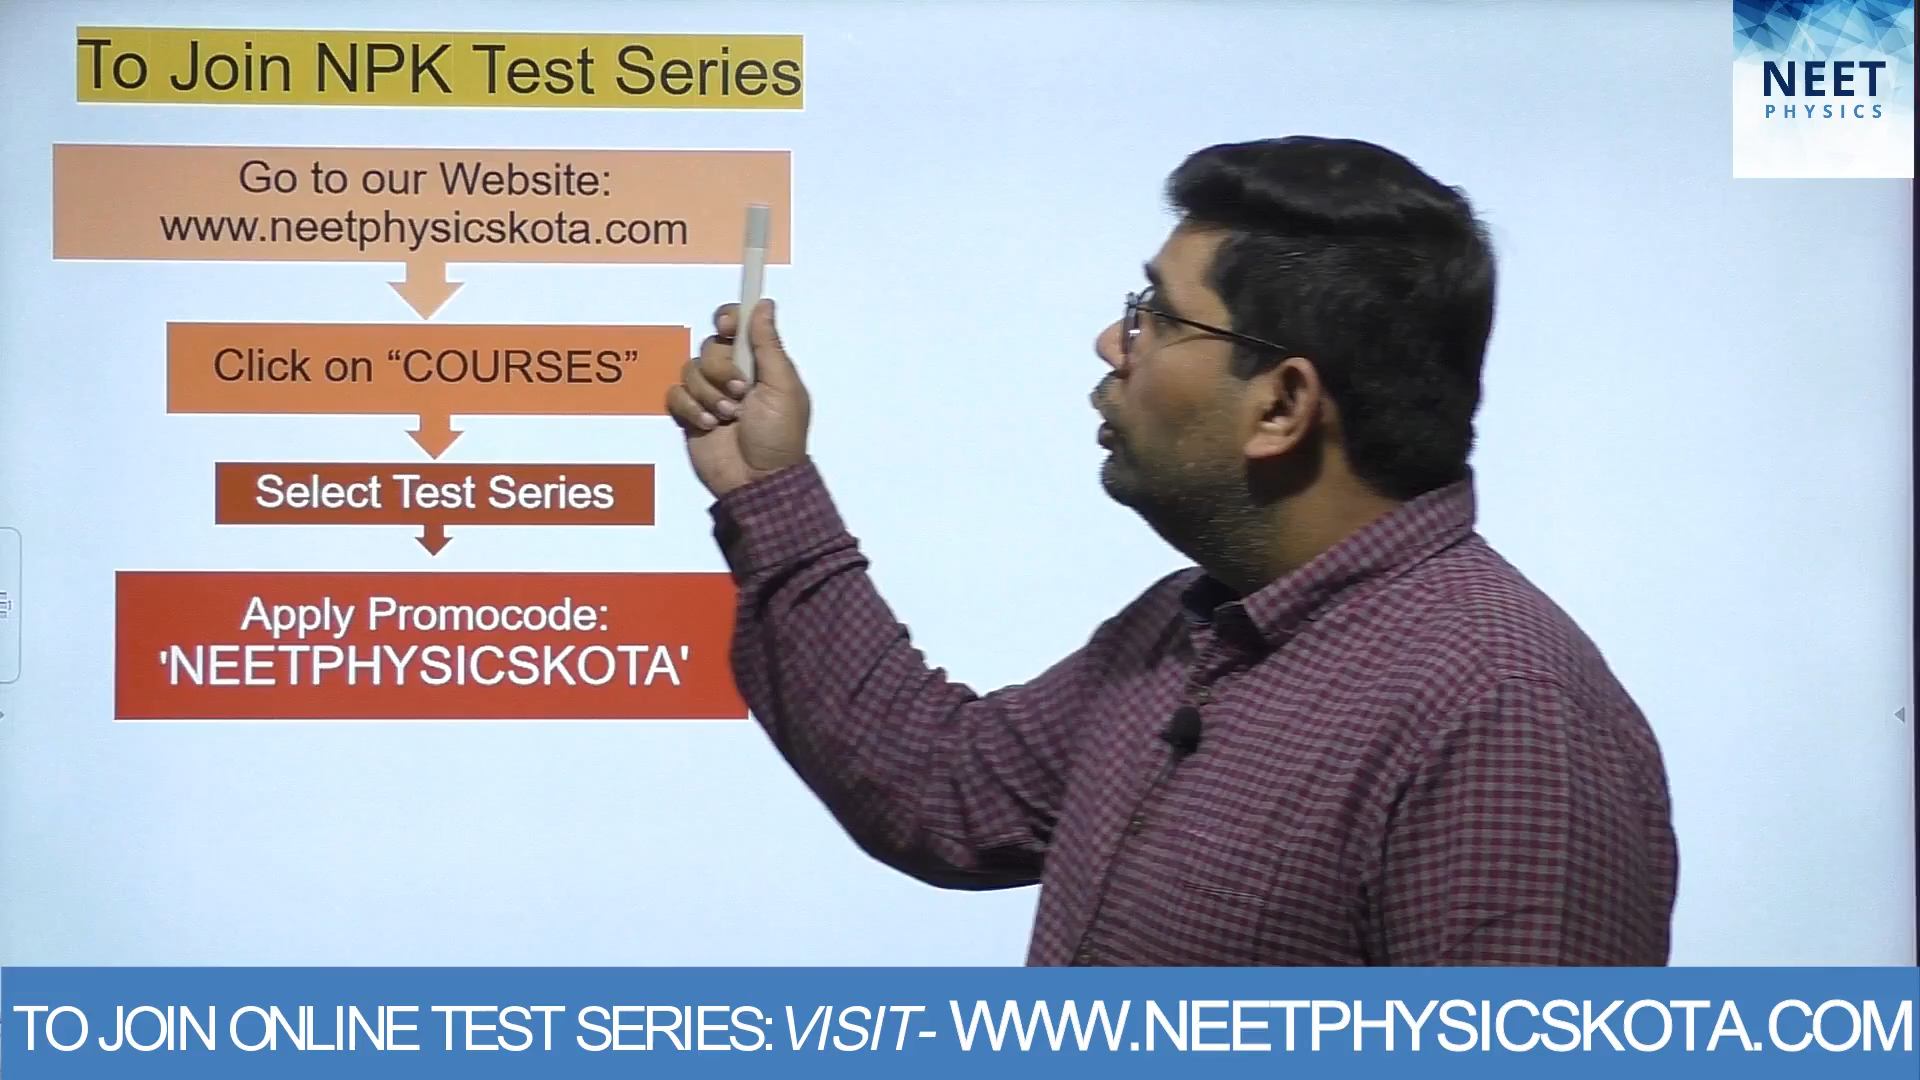 To Join NPK Test Series
NEET
PHYSICS
Go to our Website:
www.neetphysicskota.com
Click on “COURSES”
Select Test Series
Apply Promocode:
'NEETPHYSICSKOTA'
TO JOIN ONLINE TEST SERIES: VISIT- WWW.NEETPHYSICSKOTA.COM